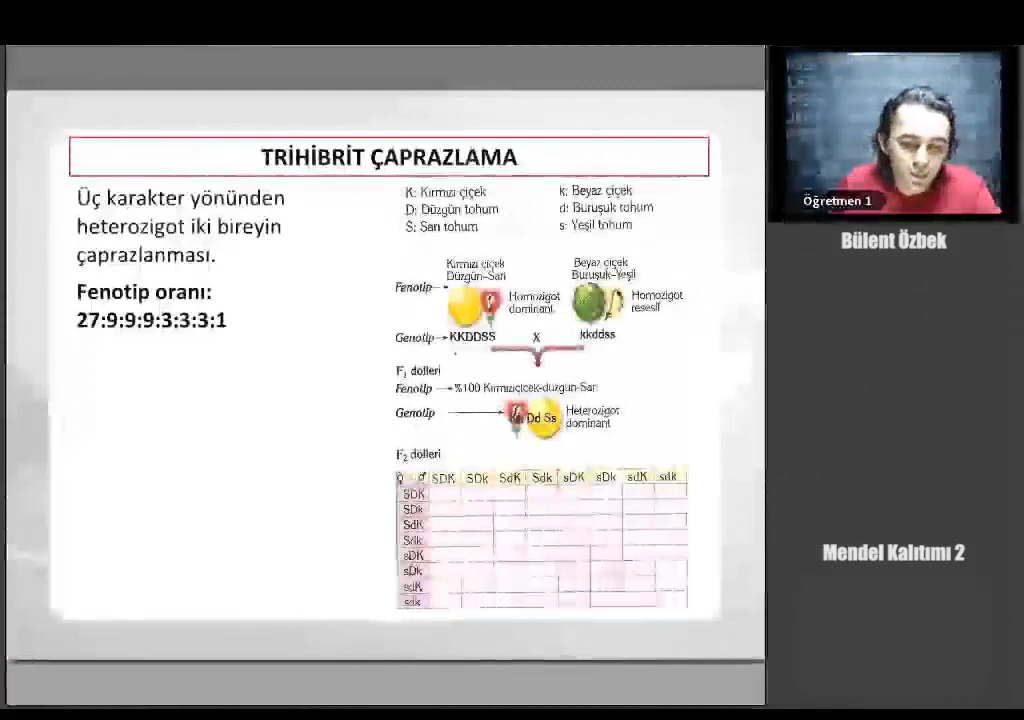 TRİHİBRİT ÇAPRAZLAMA
Üç karakter yönünden
heterozigot iki bireyin
çaprazlanması.
Fenotip oranı:
27:9:9:9:3:3:3:1
K: Kırmızı çiçek
k: Beyaz çiçek
D: Düzgün tohum
d: Buruşuk tohum
S: Sarı tohum
s: Yeşil tohum
Kırmızı çiçek
Düzgün-Sarı
Beyaz çiçek
Buruşuk-Yeşil
Fenotip
Homozigot
dominant
Homozigot
resesif
Genotip KKDDSS X kkddss
F1 dölleri
Fenotip %100 Kırmızıçiçek-düzgün-Sarı
Genotip
Dd Ss
Heterozigot
dominant
F2 dölleri
♀ ♂ SDK SDk SdK Sdk sDK sDk sdK sdk
SDK
SDk
SdK
Sdk
sDK
sDk
sdK
sdk
Öğretmen 1
Bülent Özbek
Mendel Kalıtımı 2